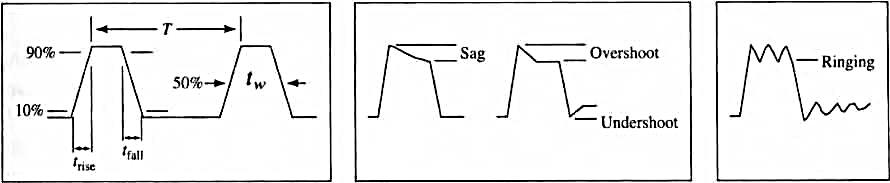 T
90%
50%
t_w
10%
t_rise
t_fall
Sag
Overshoot
Undershoot
Ringing